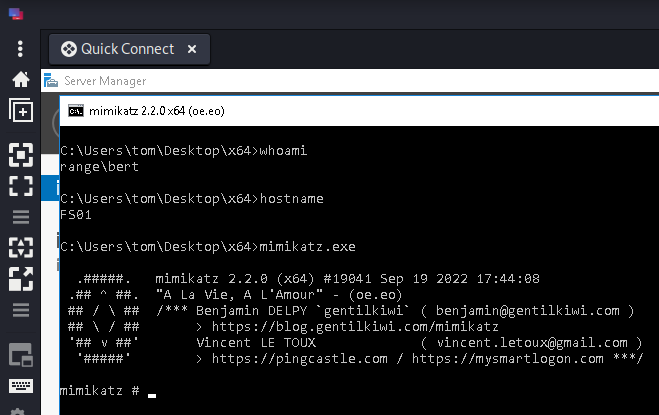 Quick Connect ×
Server Manager
mimikatz 2.2.0 x64 (oe.eo)
C:\Users\tom\Desktop\x64>whoami
range\bert
C:\Users\tom\Desktop\x64>hostname
FS01
C:\Users\tom\Desktop\x64>mimikatz.exe
  .#####.   mimikatz 2.2.0 (x64) #19041 Sep 19 2022 17:44:08
 .## ^ ##.  "A La Vie, A L'Amour" - (oe.eo)
 ## / \ ##  /*** Benjamin DELPY `gentilkiwi` ( benjamin@gentilkiwi.com )
 ## \ / ##       > https://blog.gentilkiwi.com/mimikatz
 '## v ##'       Vincent LE TOUX             ( vincent.letoux@gmail.com )
  '#####'        > https://pingcastle.com / https://mysmartlogon.com ***/
mimikatz # _